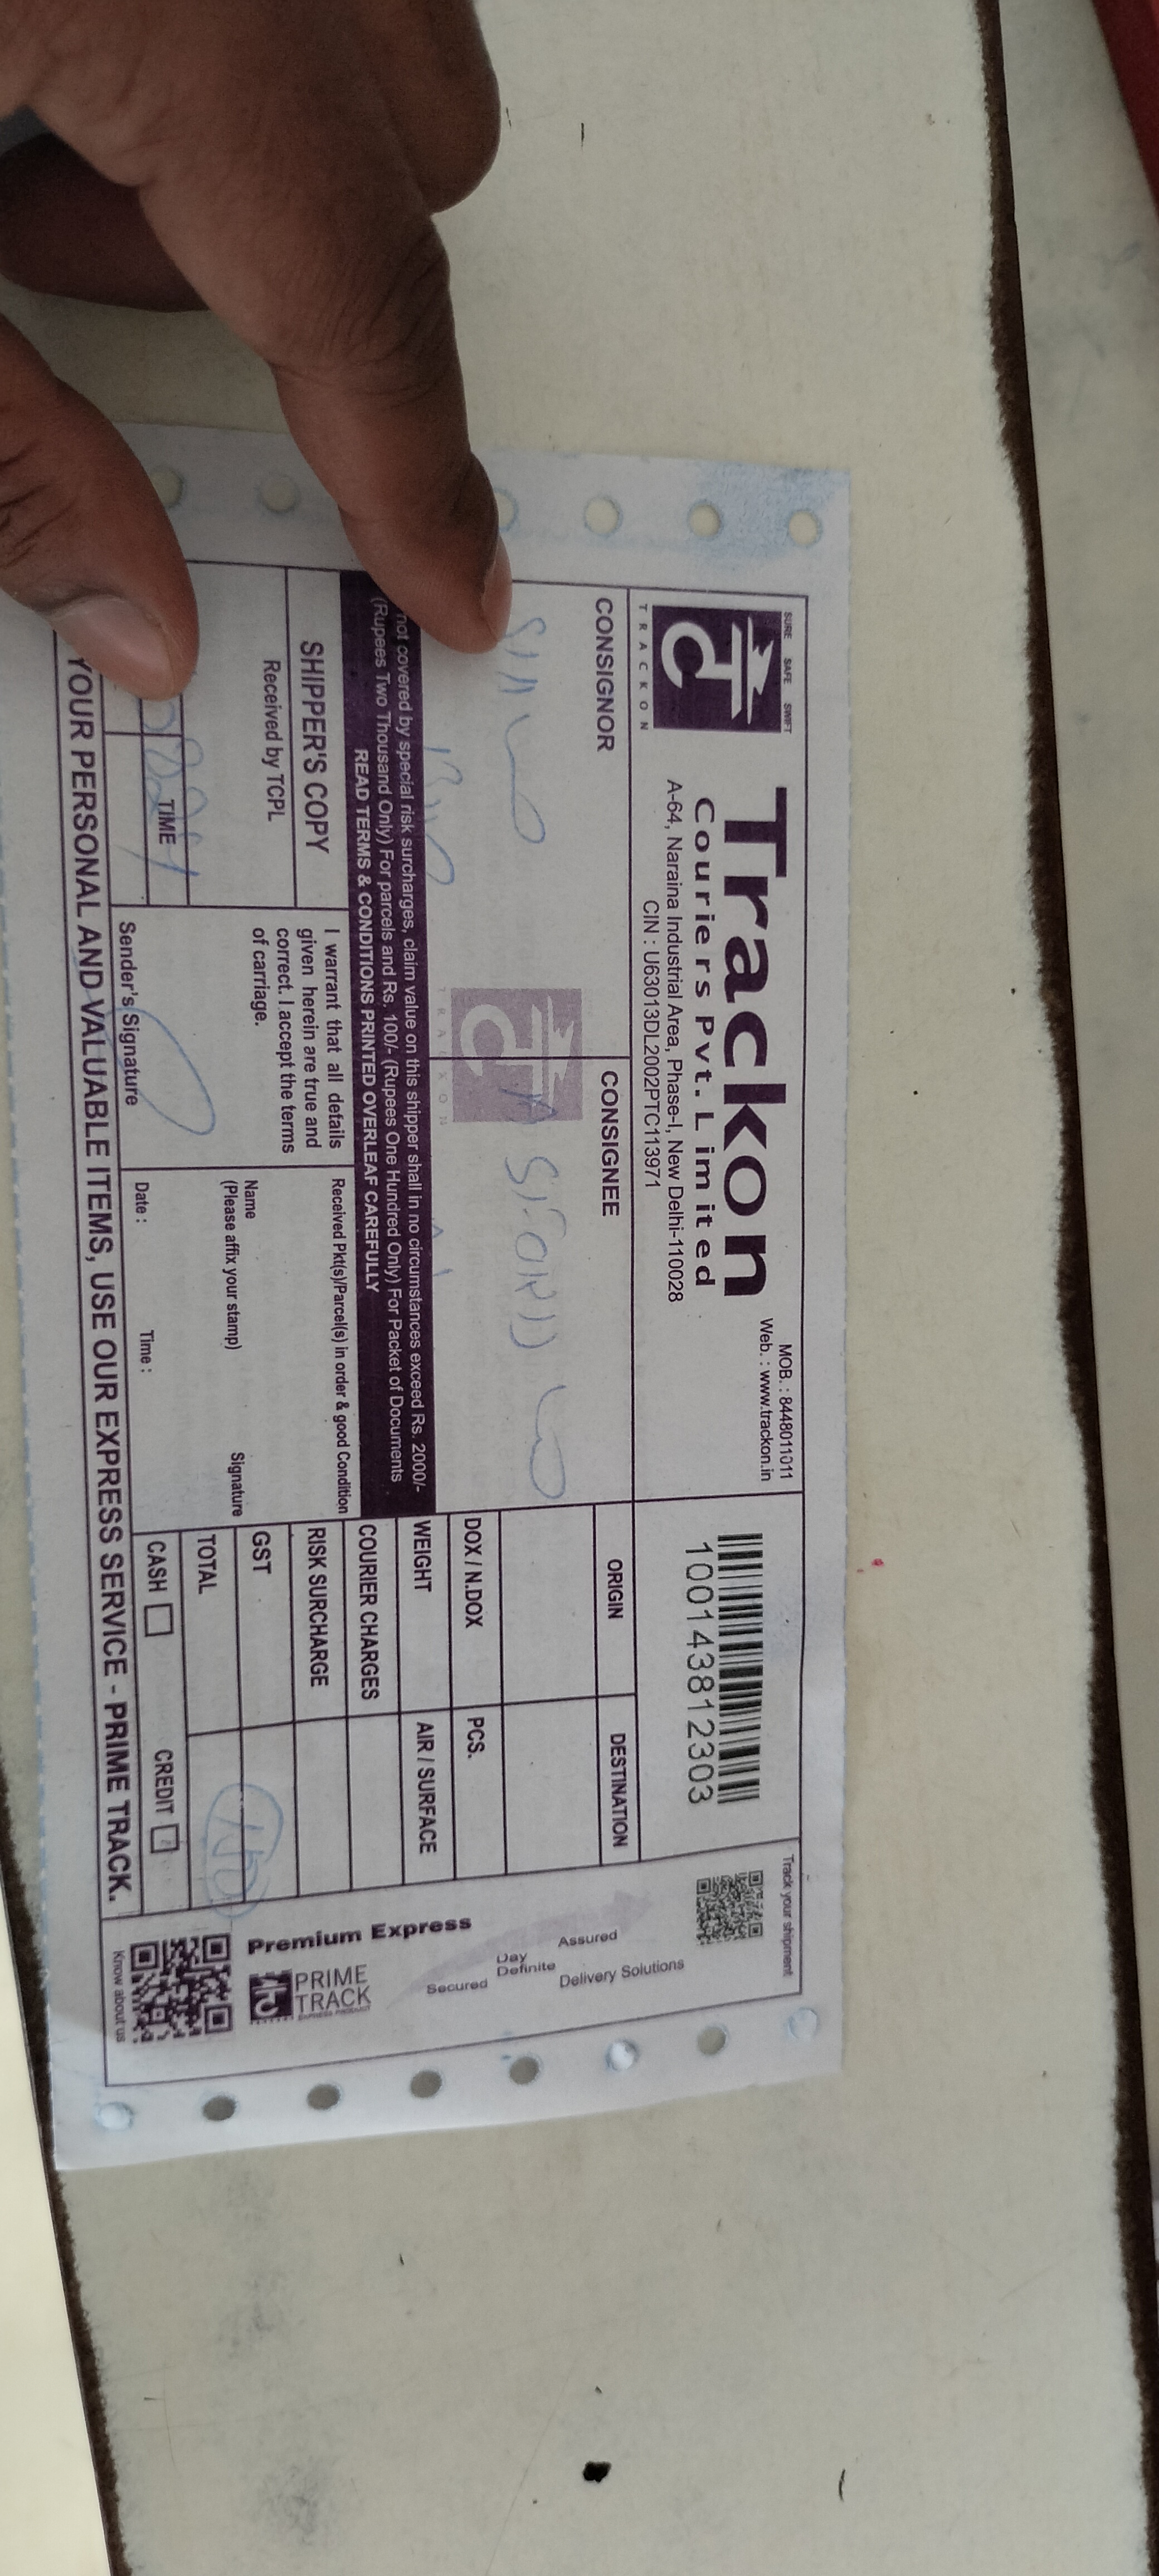 SURE SAFE SWIFT
TRACKON
Trackon
Couriers Pvt. Limited
A-64, Naraina Industrial Area, Phase-I, New Delhi-110028
CIN : U63013DL2002PTC113971
MOB. : 8448011011
Web. : www.trackon.in
100143812303
Track your shipment
CONSIGNOR
CONSIGNEE
ORIGIN
DESTINATION
DOX / N.DOX
PCS.
WEIGHT
AIR / SURFACE
COURIER CHARGES
RISK SURCHARGE
GST
TOTAL
CASH
CREDIT
not covered by special risk surcharges, claim value on this shipper shall in no circumstances exceed Rs. 2000/-
(Rupees Two Thousand Only) For parcels and Rs. 100/- (Rupees One Hundred Only) For Packet of Documents
READ TERMS & CONDITIONS PRINTED OVERLEAF CAREFULLY
SHIPPER'S COPY
Received by TCPL
TIME
I warrant that all details
given herein are true and
correct. I accept the terms
of carriage.
Sender's Signature
Received Pkt(s)/Parcel(s) in order & good Condition
Name
(Please affix your stamp)
Signature
Date :
Time :
Assured
Day
Definite
Secured
Delivery Solutions
Premium Express
PRIME
TRACK
Know about us
YOUR PERSONAL AND VALUABLE ITEMS, USE OUR EXPRESS SERVICE - PRIME TRACK.